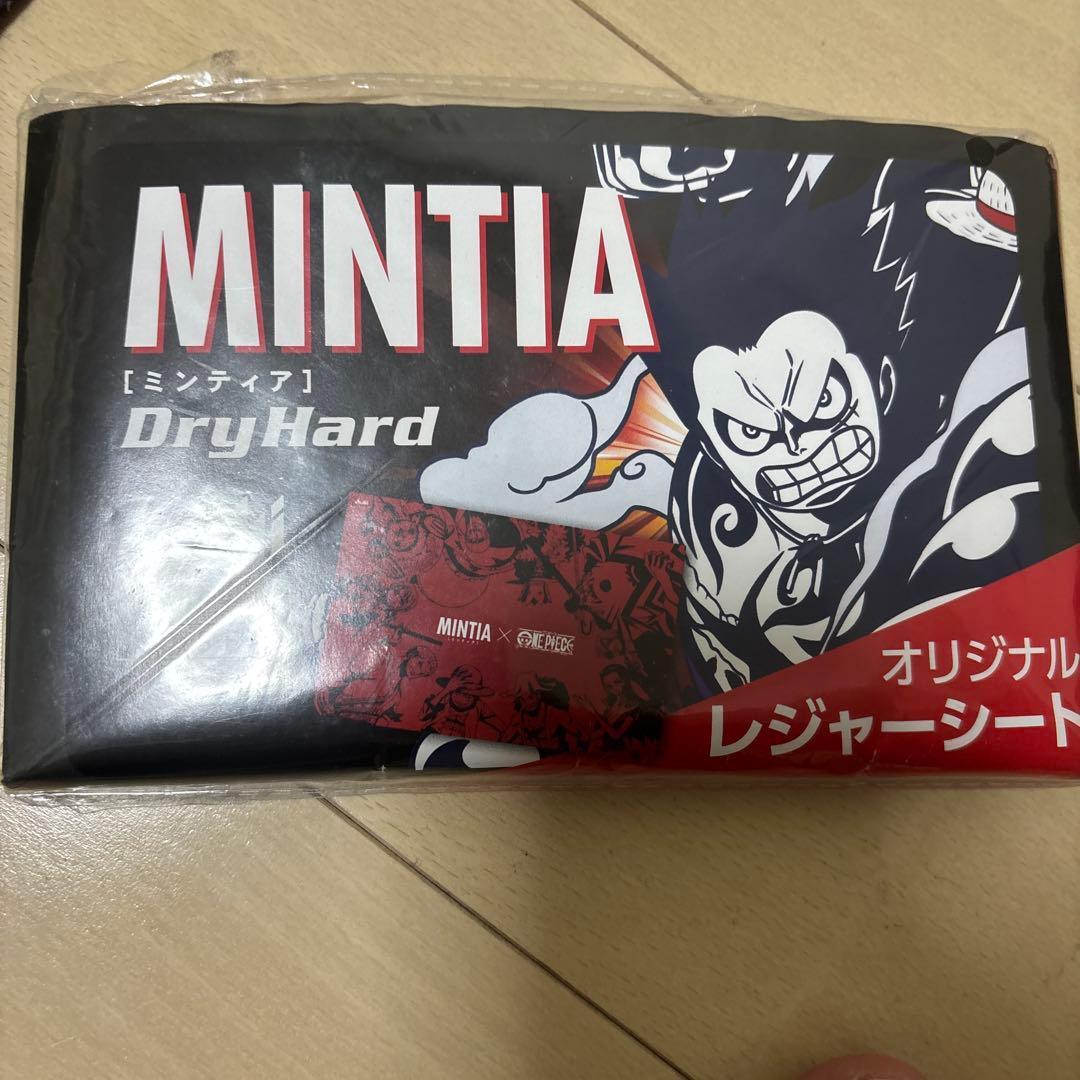 MINTIA
[ミンティア]
DryHard
MINTIA × ONE PIECE
オリジナル
レジャーシート